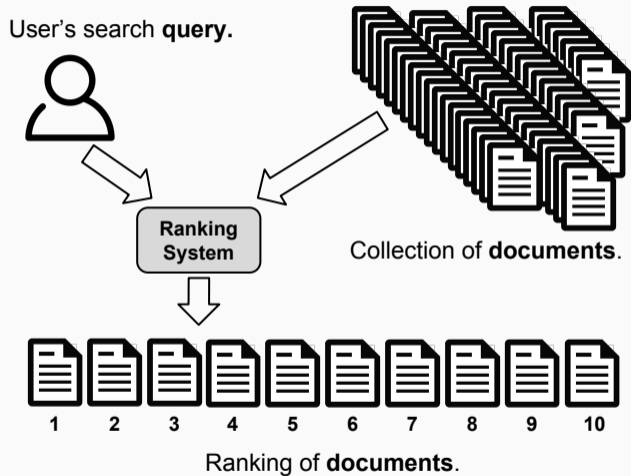 User's search query.
Ranking
System
Collection of documents.
1 2 3 4 5 6 7 8 9 10
Ranking of documents.